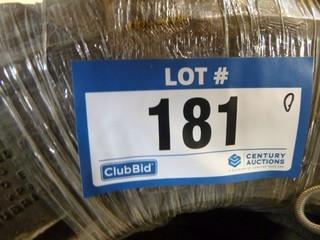 LOT #
181
ClubBid
CENTURY
AUCTIONS